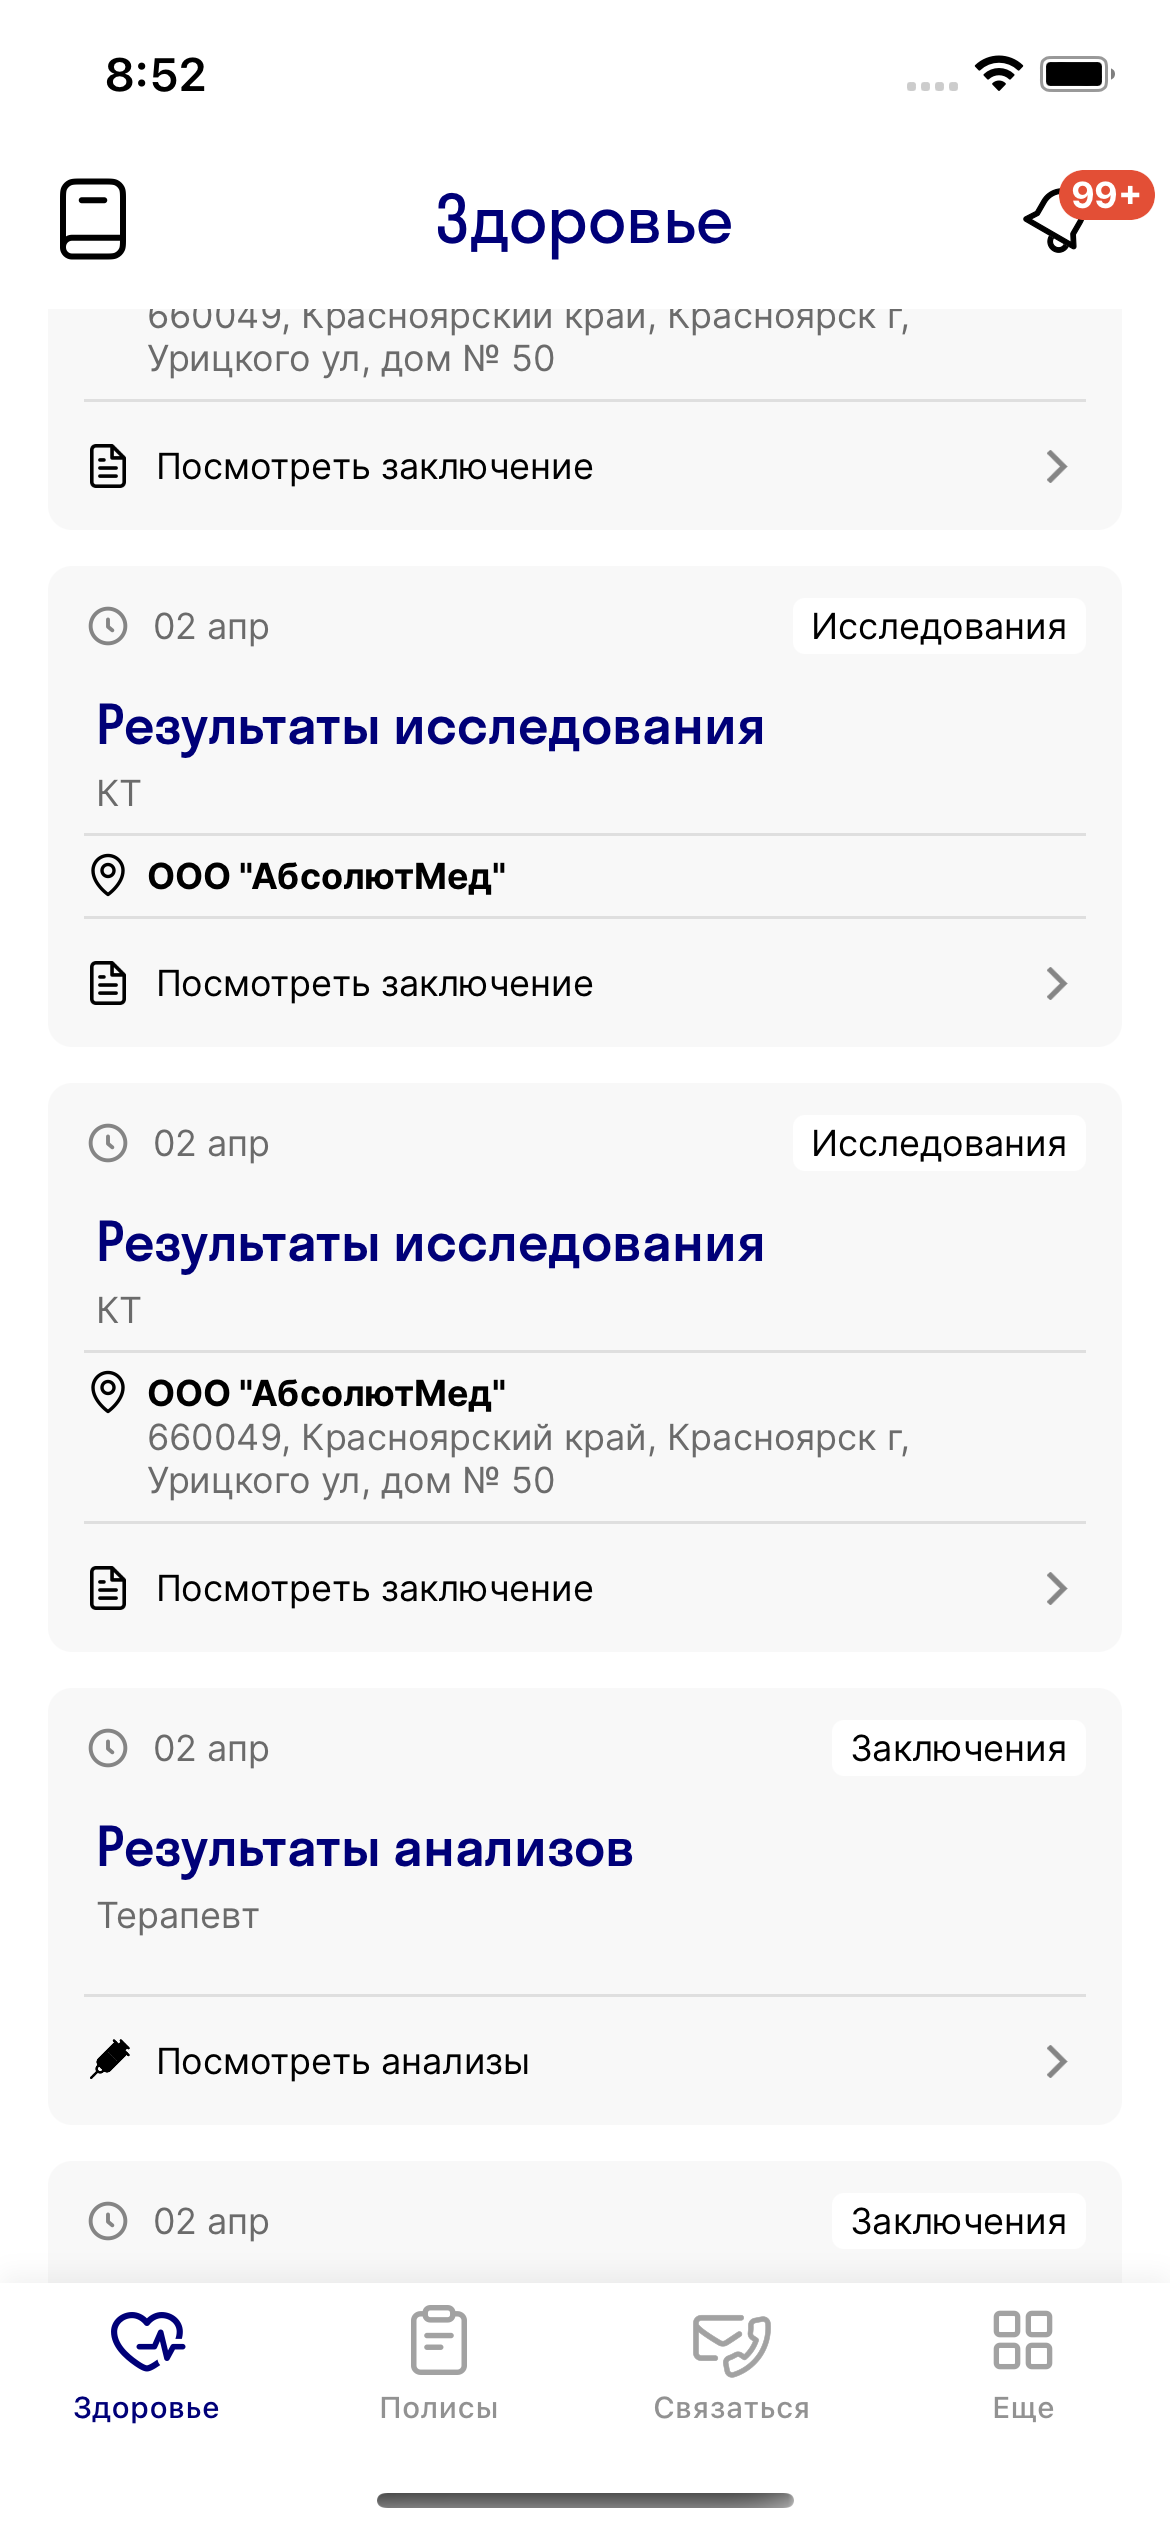 8:52
Здоровье
99+
660049, Красноярский край, Красноярск г,
Урицкого ул, дом № 50
Посмотреть заключение
02 апр
Исследования
Результаты исследования
КТ
ООО "АбсолютМед"
Посмотреть заключение
02 апр
Исследования
Результаты исследования
КТ
ООО "АбсолютМед"
660049, Красноярский край, Красноярск г,
Урицкого ул, дом № 50
Посмотреть заключение
02 апр
Заключения
Результаты анализов
Терапевт
Посмотреть анализы
02 апр
Заключения
Здоровье
Полисы
Связаться
Еще